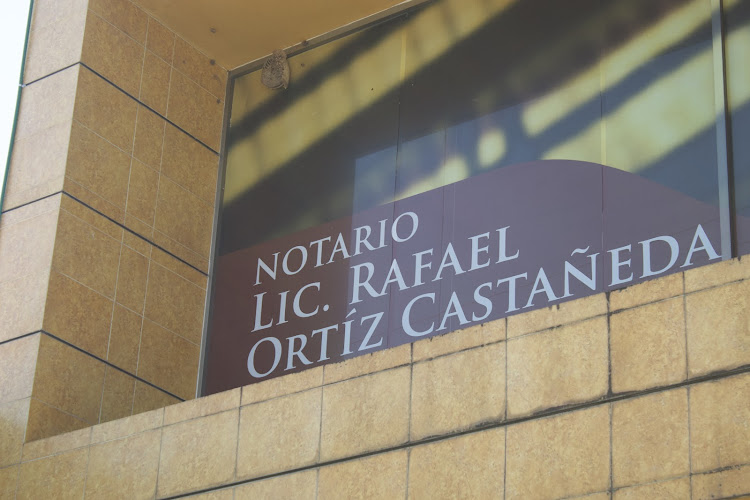 NOTARIO
LIC. RAFAEL
ORTÍZ CASTAÑEDA